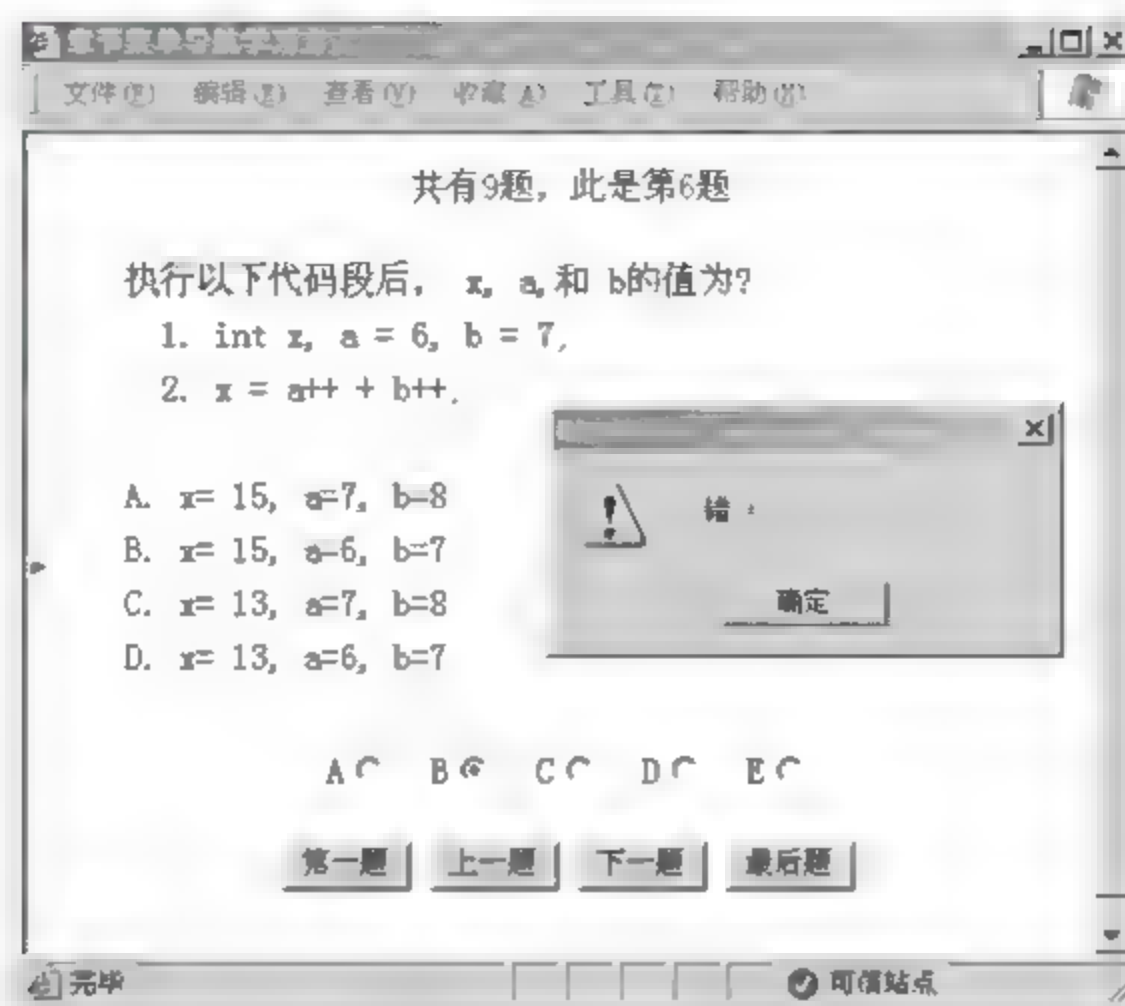 文件(F) 编辑(E) 查看(V) 收藏(A) 工具(T) 帮助(H)
共有9题，此是第6题
执行以下代码段后， x, a,和 b的值为?
1. int x, a = 6, b = 7,
2. x = a++ + b++.
A. x= 15, a=7, b=8
B. x= 15, a=6, b=7
C. x= 13, a=7, b=8
D. x= 13, a=6, b=7
错：
确定
A B C D E
第一题 上一题 下一题 最后题
完毕 可信站点